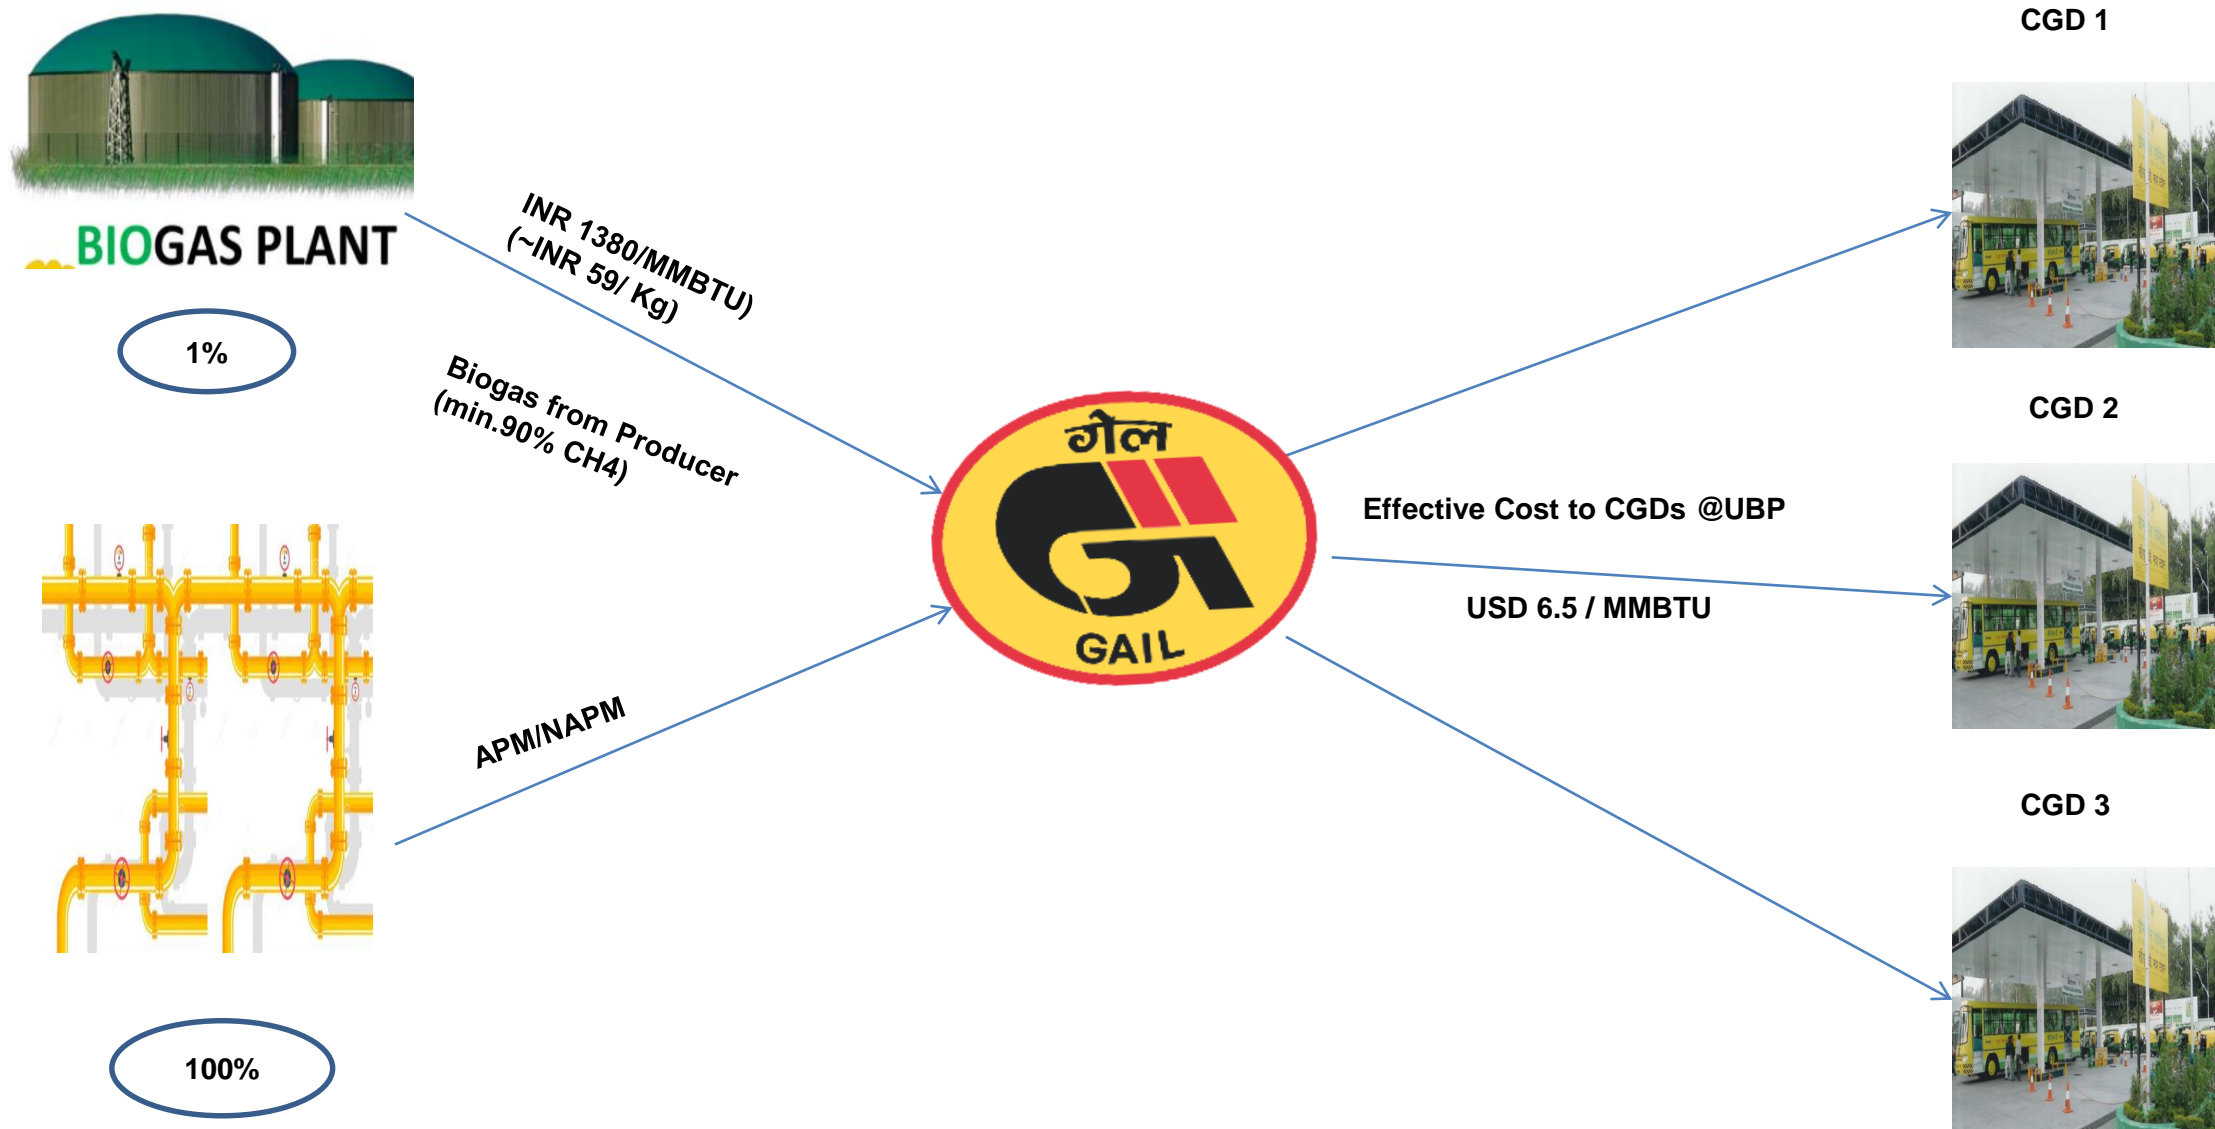 CGD 1
BIOGAS PLANT
INR 1380/MMBTU)
(~INR 59/ Kg)
1%
Biogas from Producer
(min.90% CH4)
CGD 2
गेल
GAIL
Effective Cost to CGDs @UBP
USD 6.5 / MMBTU
APM/NAPM
CGD 3
100%